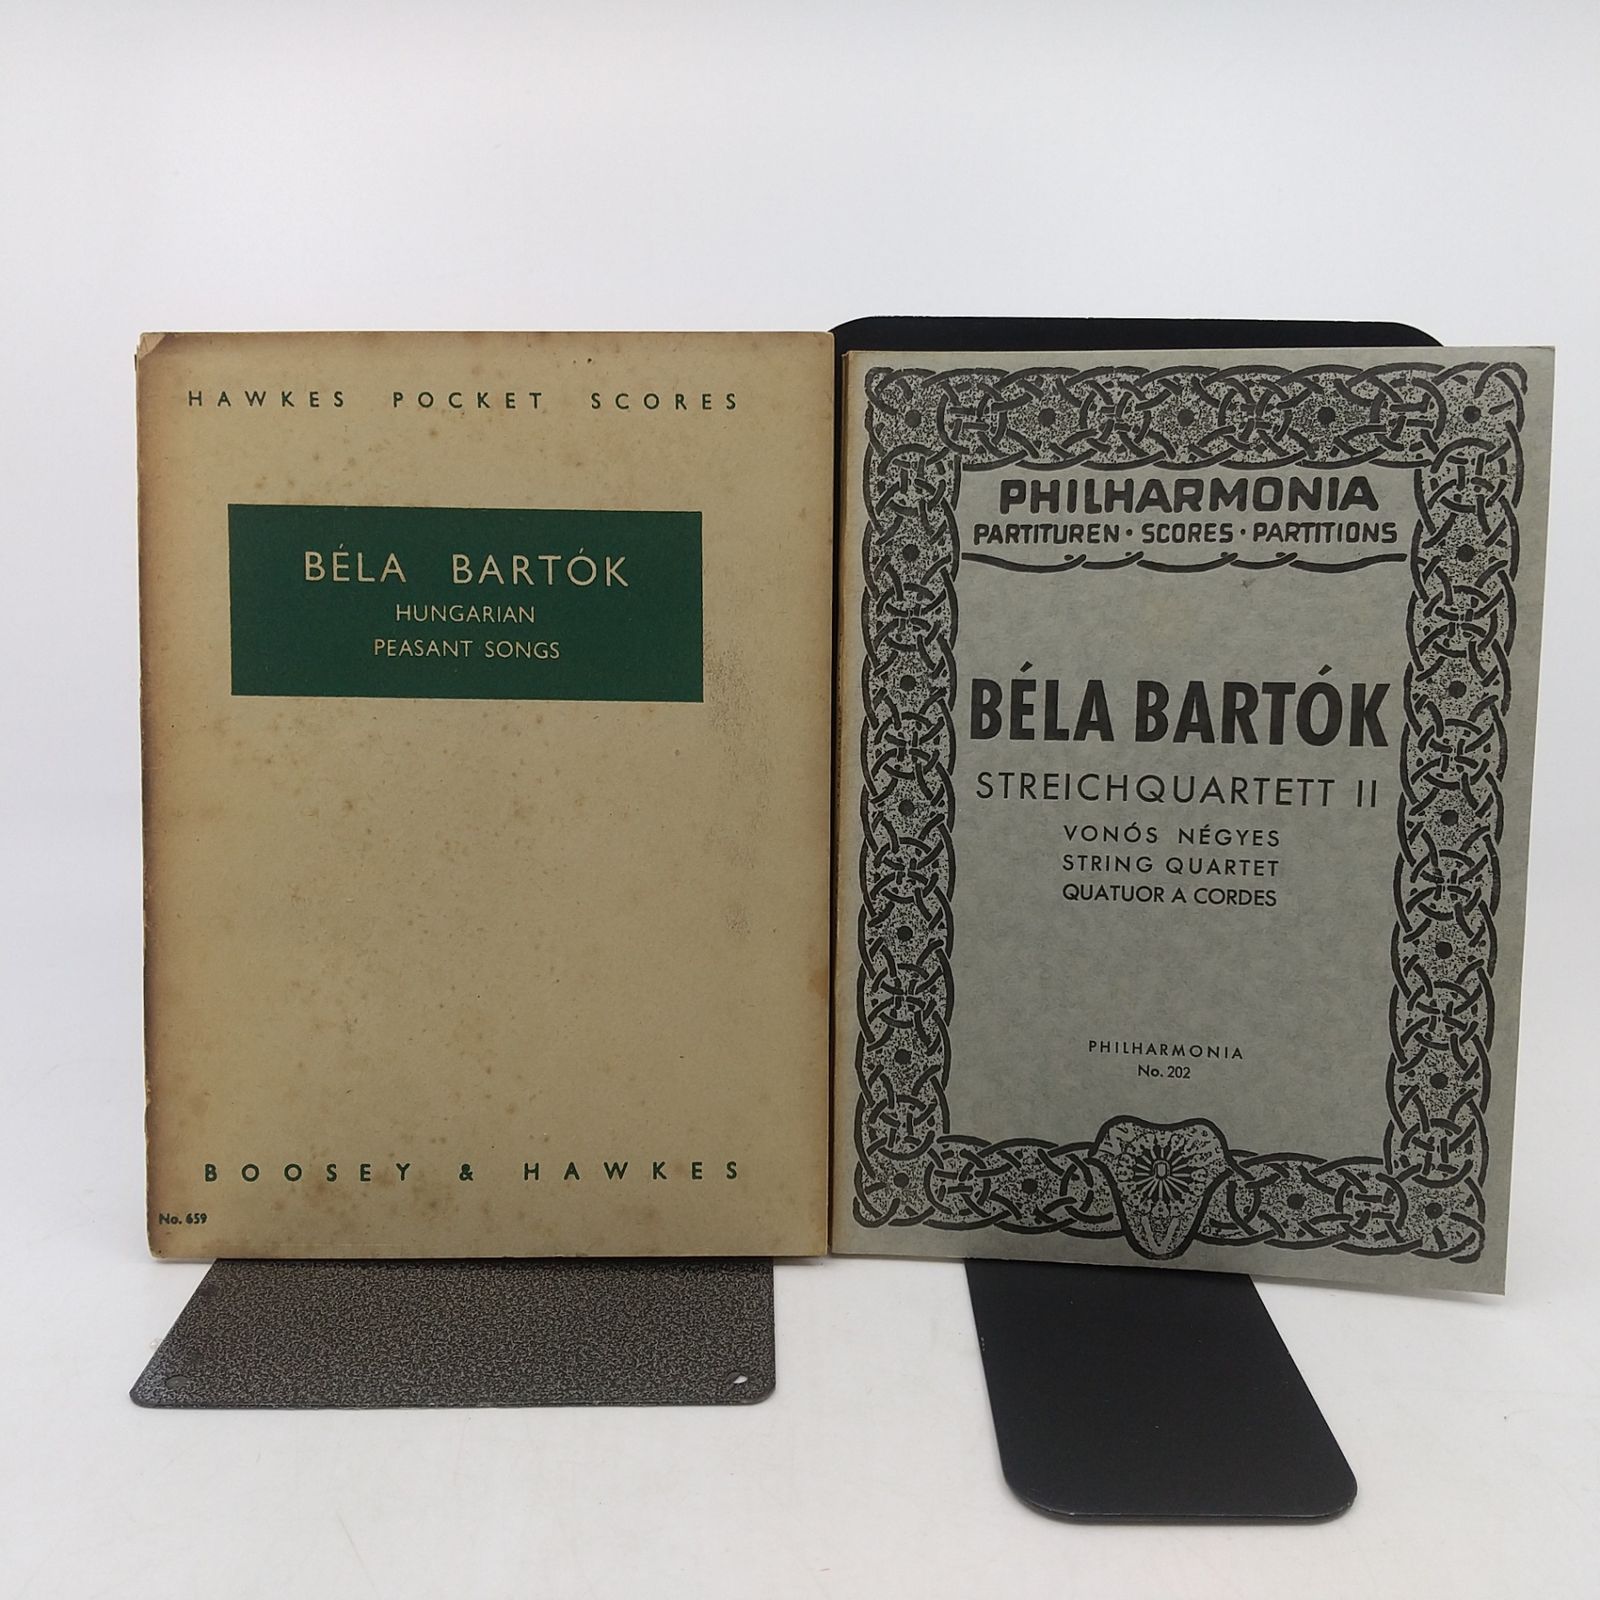 HAWKES POCKET SCORES
BÉLA BARTÓK
HUNGARIAN
PEASANT SONGS
BOOSEY & HAWKES
No. 659
PHILHARMONIA
PARTITUREN · SCORES · PARTITIONS
BÉLA BARTÓK
STREICHQUARTETT II
VONÓS NÉGYES
STRING QUARTET
QUATUOR A CORDES
PHILHARMONIA
No. 202